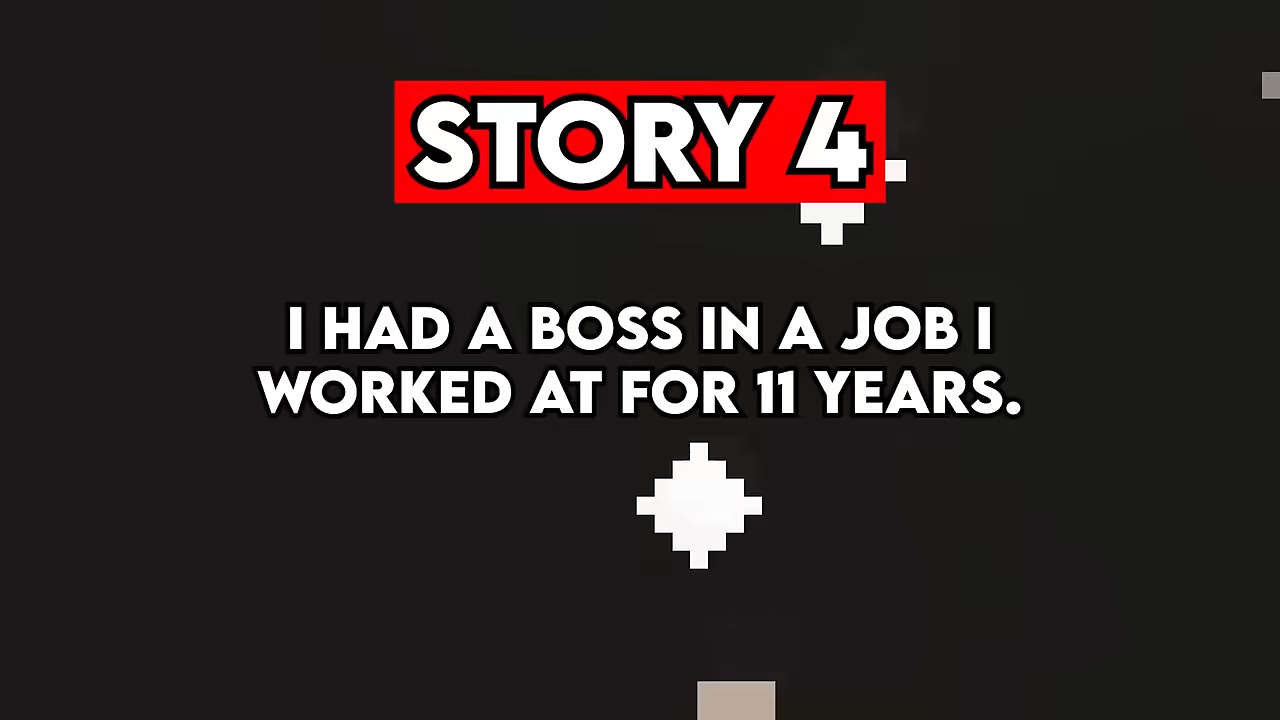 STORY 4
I HAD A BOSS IN A JOB I
WORKED AT FOR 11 YEARS.